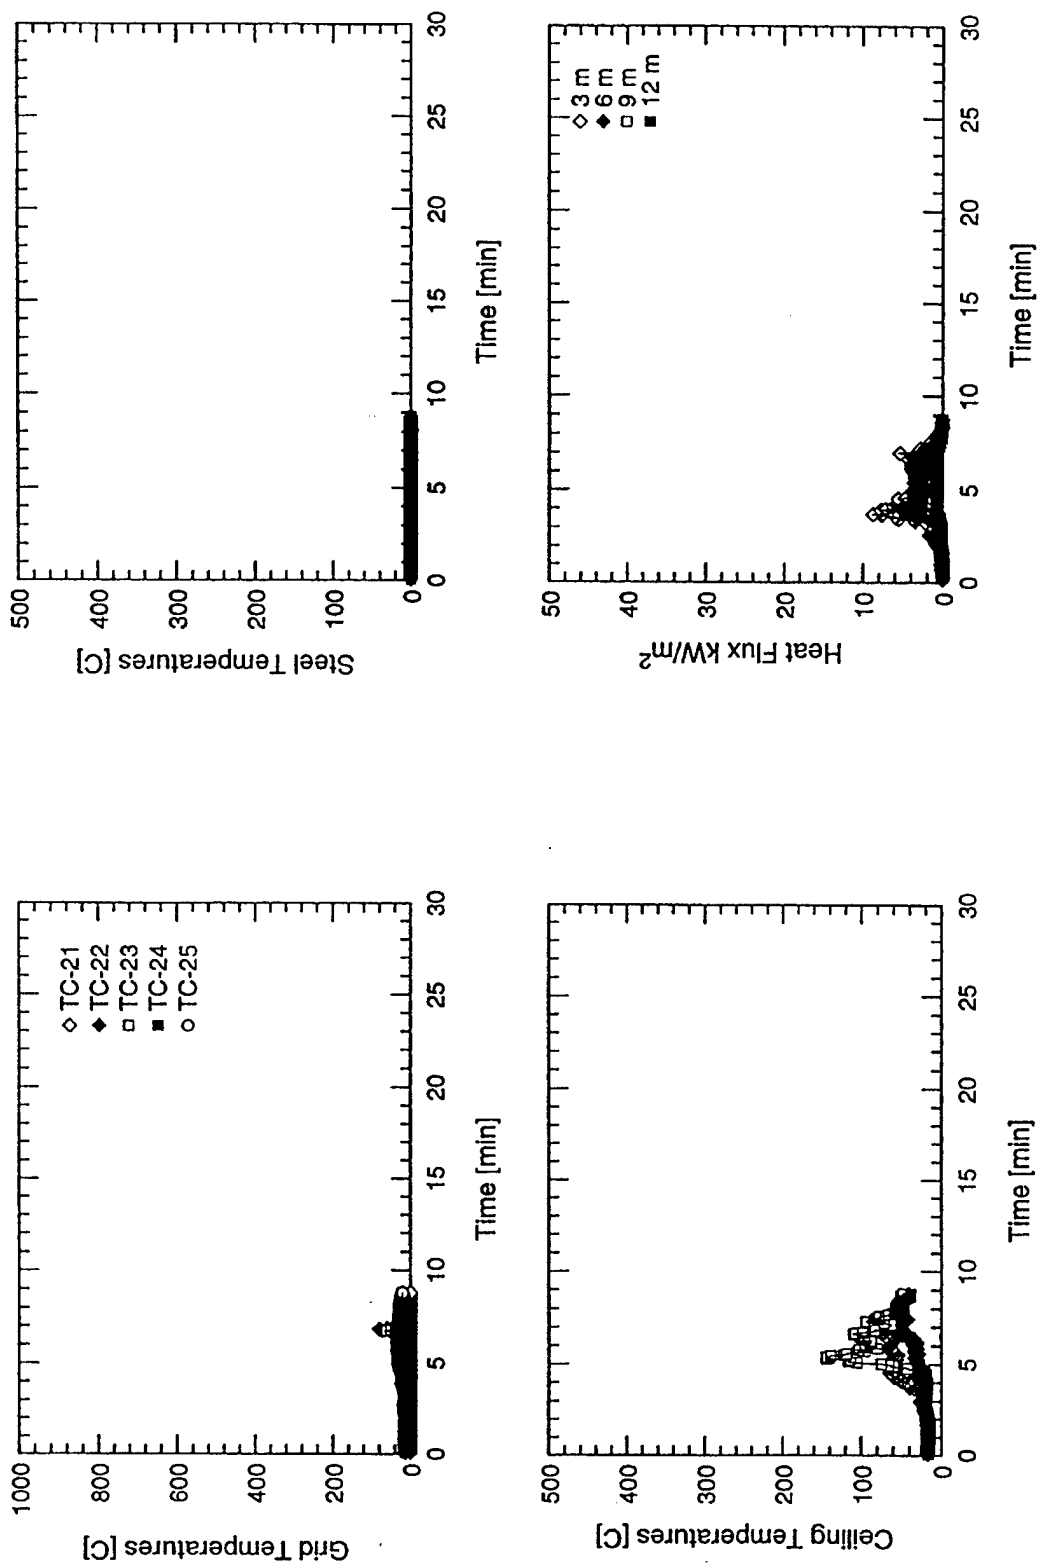 Grid Temperatures [C]
1000
800
600
400
200
0
0 5 10 15 20 25 30
Time [min]
TC-21
TC-22
TC-23
TC-24
TC-25
Steel Temperatures [C]
500
400
300
200
100
0
0 5 10 15 20 25 30
Time [min]
Ceiling Temperatures [C]
500
400
300
200
100
0
0 5 10 15 20 25 30
Time [min]
Heat Flux kW/m²
50
40
30
20
10
0
0 5 10 15 20 25 30
Time [min]
3 m
6 m
9 m
12 m